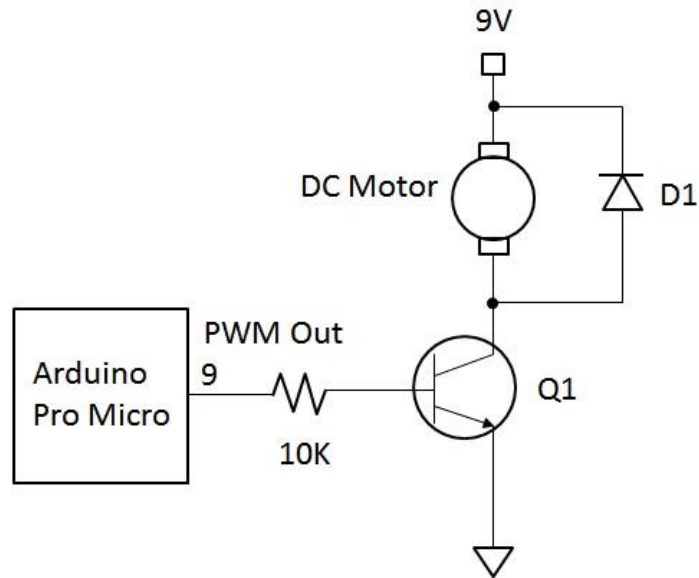 9V
DC Motor
D1
PWM Out
Arduino
Pro Micro
9
Q1
10K